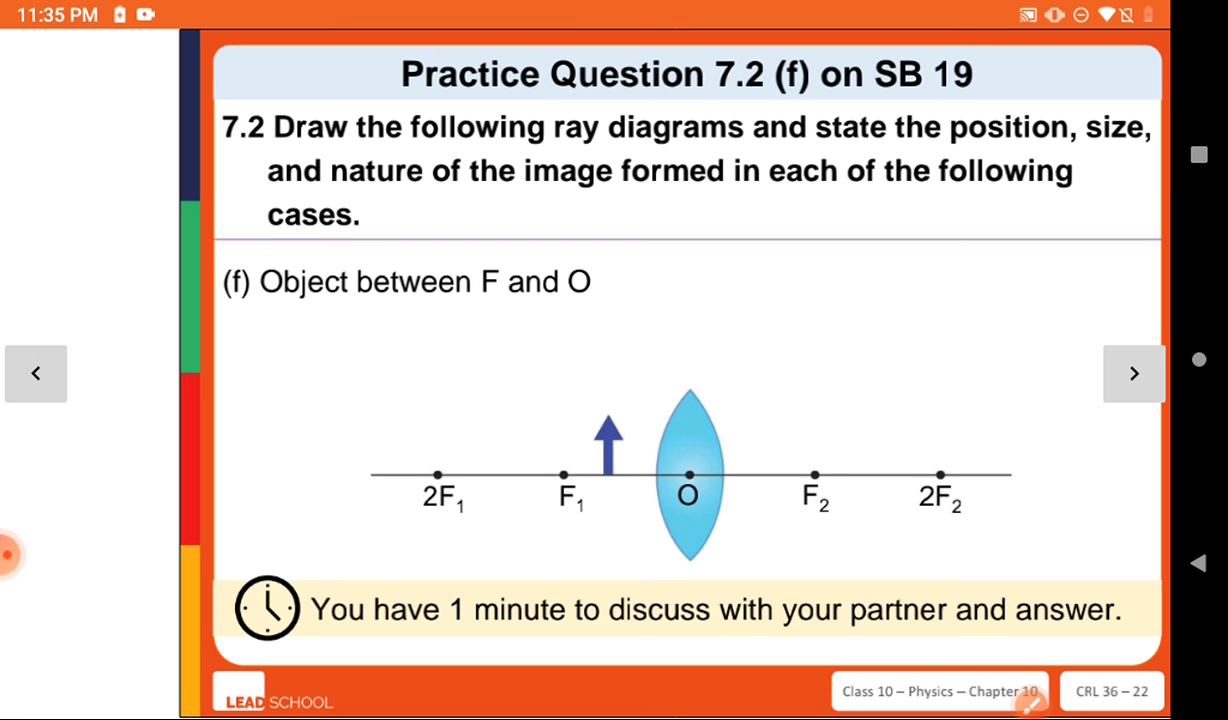 11:35 PM
Practice Question 7.2 (f) on SB 19
7.2 Draw the following ray diagrams and state the position, size,
and nature of the image formed in each of the following
cases.
(f) Object between F and O
2F₁ F₁ O F₂ 2F₂
You have 1 minute to discuss with your partner and answer.
LEAD SCHOOL
Class 10 – Physics – Chapter 10
CRL 36 – 22